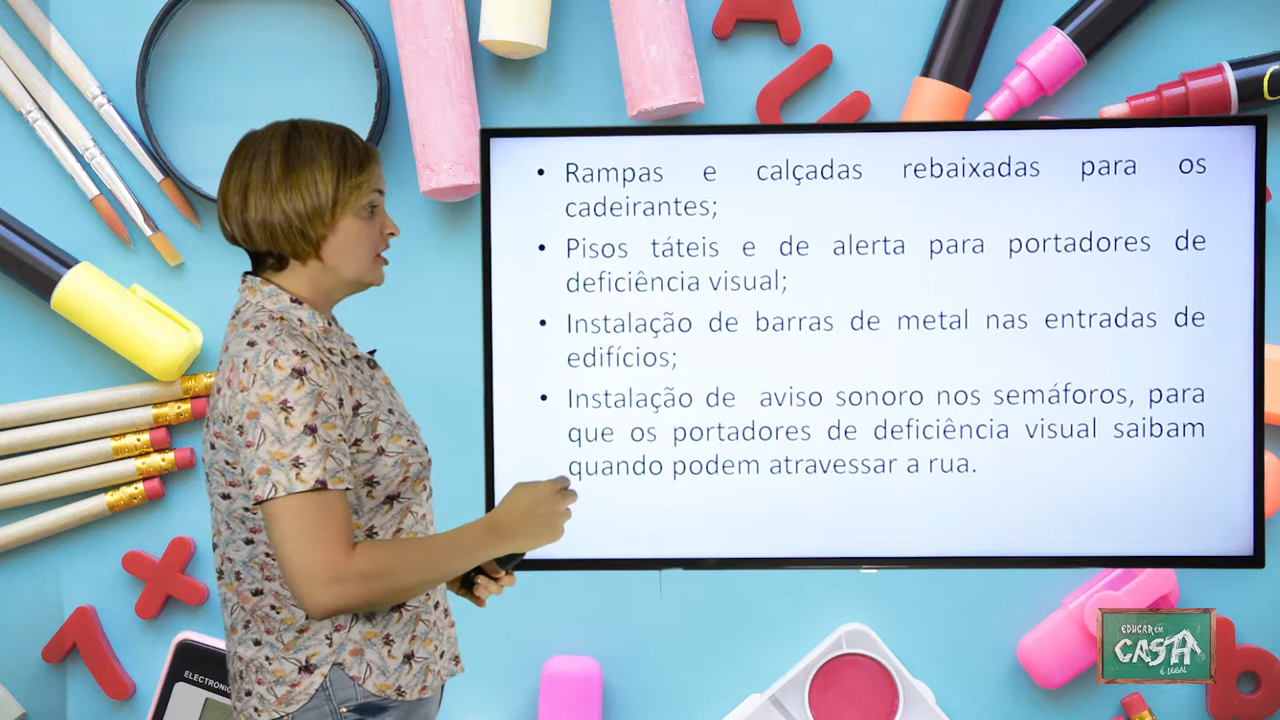 • Rampas e calçadas rebaixadas para os
cadeirantes;
• Pisos táteis e de alerta para portadores de
deficiência visual;
• Instalação de barras de metal nas entradas de
edifícios;
• Instalação de aviso sonoro nos semáforos, para
que os portadores de deficiência visual saibam
quando podem atravessar a rua.
ELECTRONIC
EDUCAR EM
CASA
É LEGAL